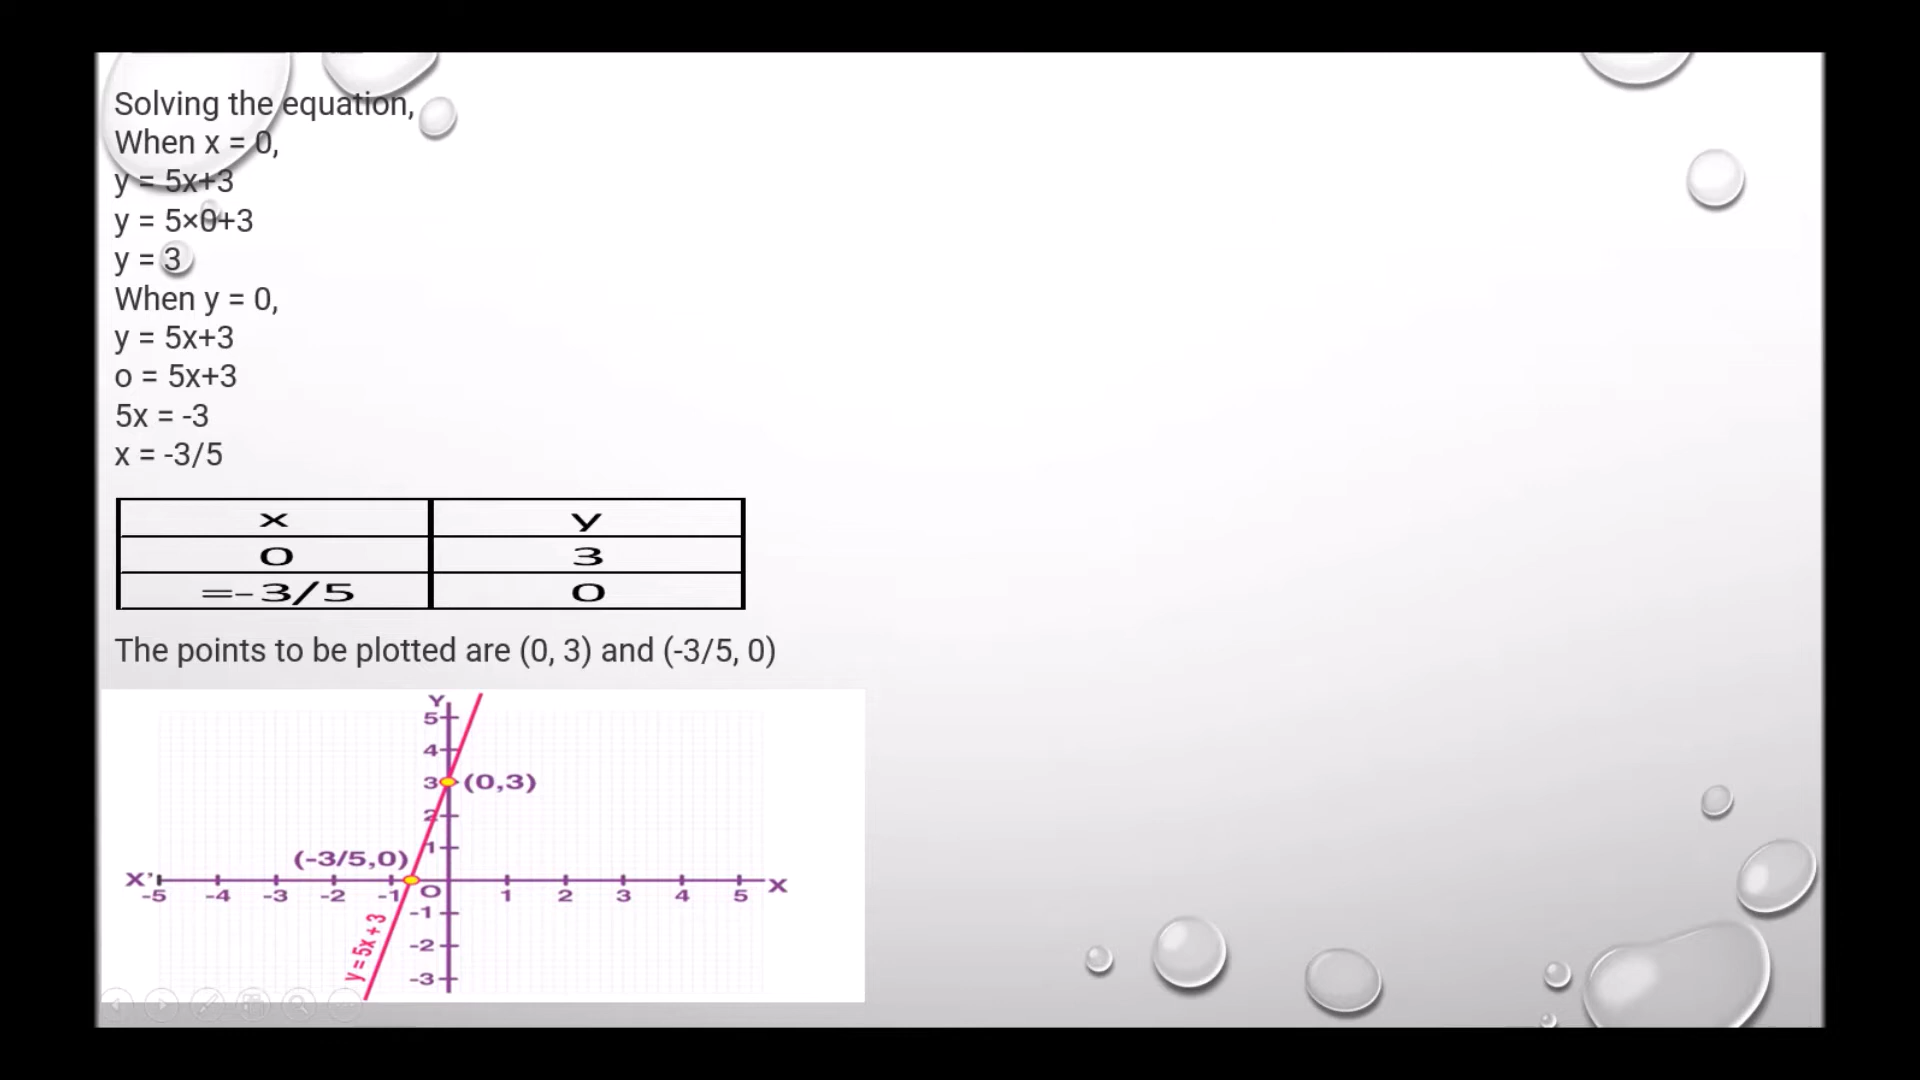 Solving the equation,
When x = 0,
y = 5x+3
y = 5×0+3
y = 3
When y = 0,
y = 5x+3
o = 5x+3
5x = -3
x = -3/5
x y
0 3
=-3/5 0
The points to be plotted are (0, 3) and (-3/5, 0)
Y
5
4
3 (0,3)
2
(-3/5,0) 1
X' X
-5 -4 -3 -2 -1 O 1 2 3 4 5
-1
y = 5x + 3
-2
-3